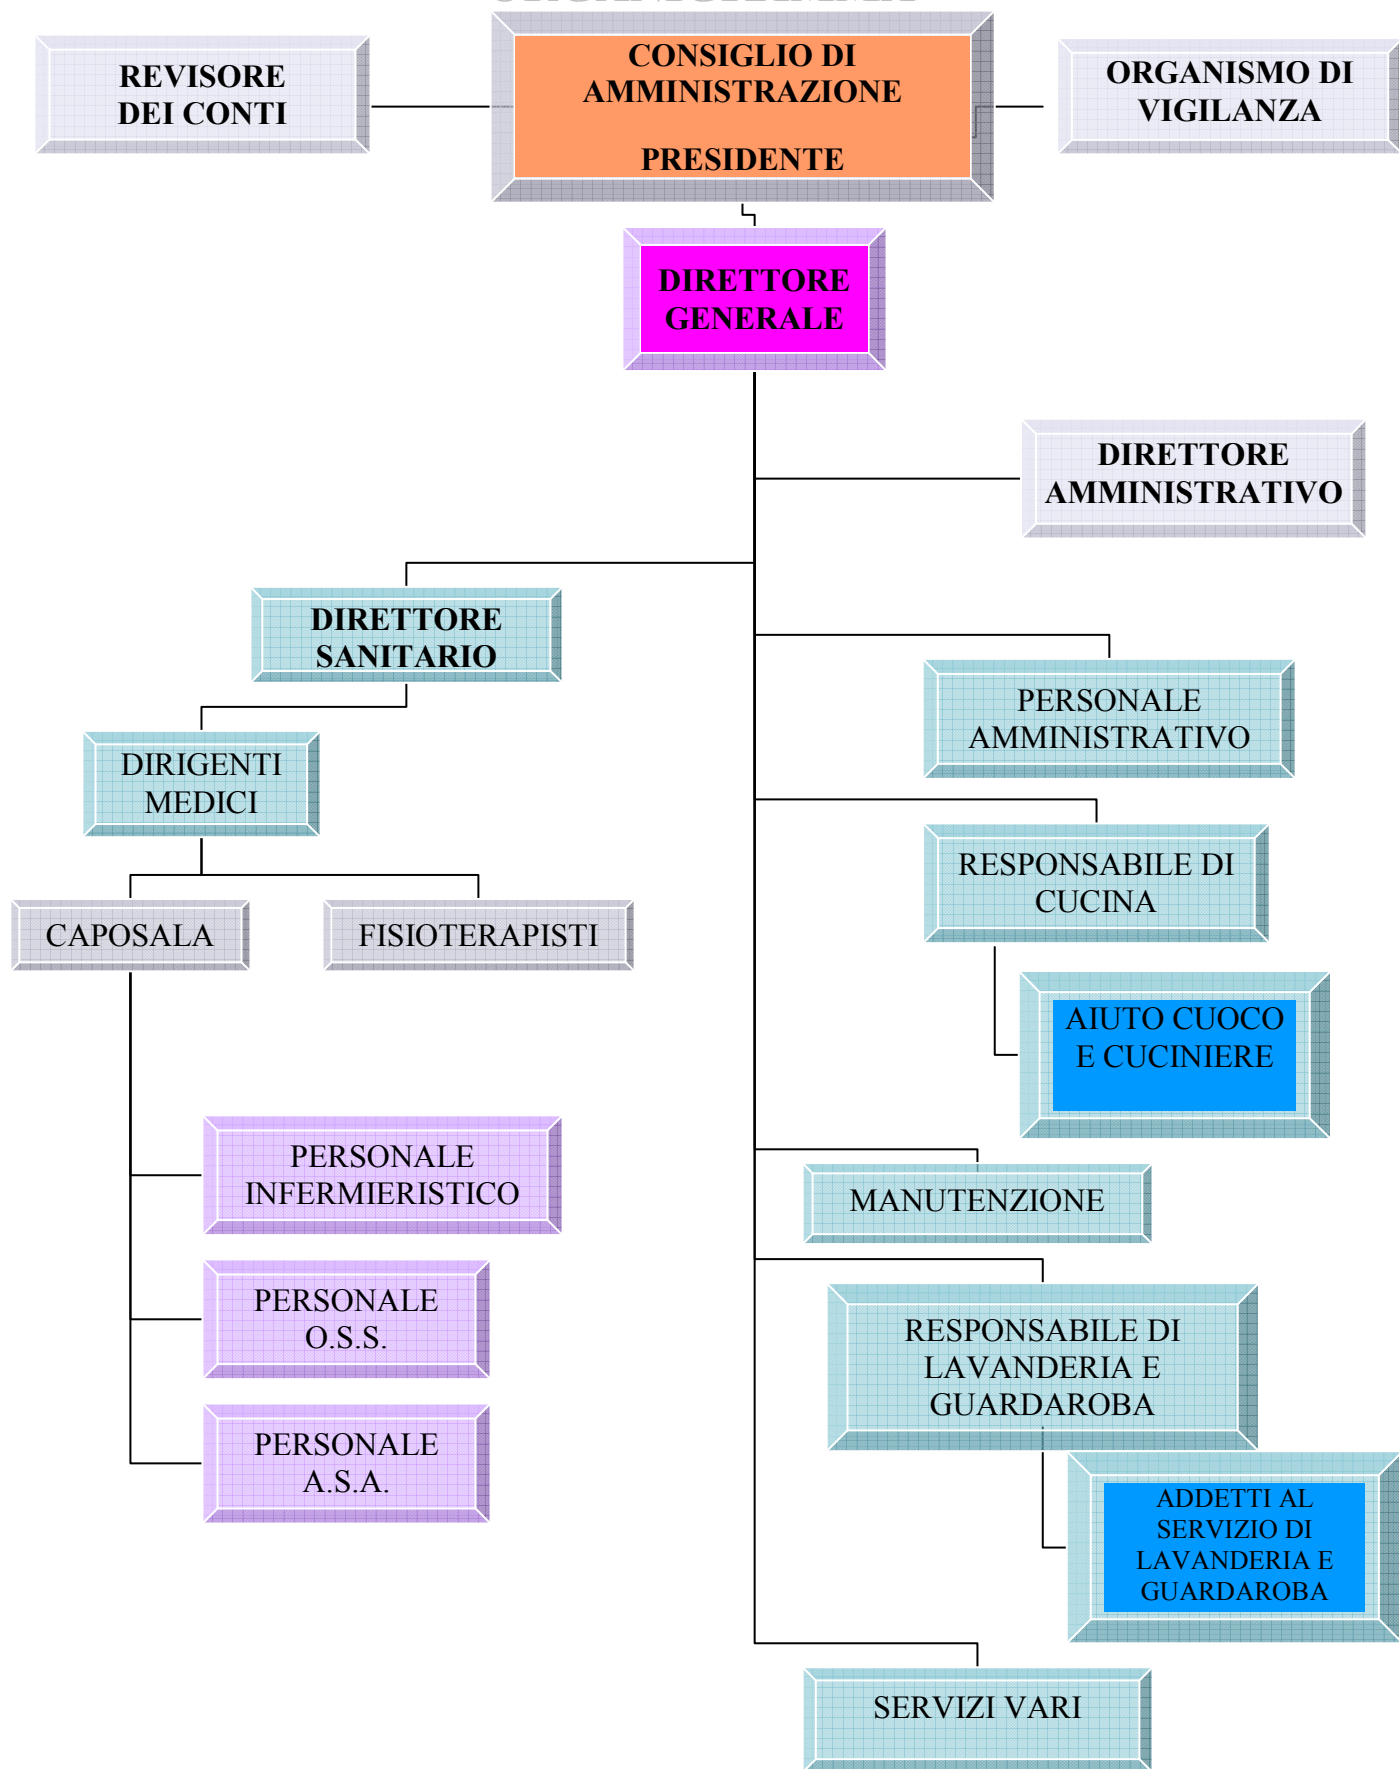 REVISORE
DEI CONTI
CONSIGLIO DI
AMMINISTRAZIONE
PRESIDENTE
ORGANISMO DI
VIGILANZA
DIRETTORE
GENERALE
DIRETTORE
AMMINISTRATIVO
DIRETTORE
SANITARIO
PERSONALE
AMMINISTRATIVO
DIRIGENTI
MEDICI
RESPONSABILE DI
CUCINA
CAPOSALA
FISIOTERAPISTI
AIUTO CUOCO
E CUCINIERE
PERSONALE
INFERMIERISTICO
MANUTENZIONE
PERSONALE
O.S.S.
RESPONSABILE DI
LAVANDERIA E
GUARDAROBA
PERSONALE
A.S.A.
ADDETTI AL
SERVIZIO DI
LAVANDERIA E
GUARDAROBA
SERVIZI VARI